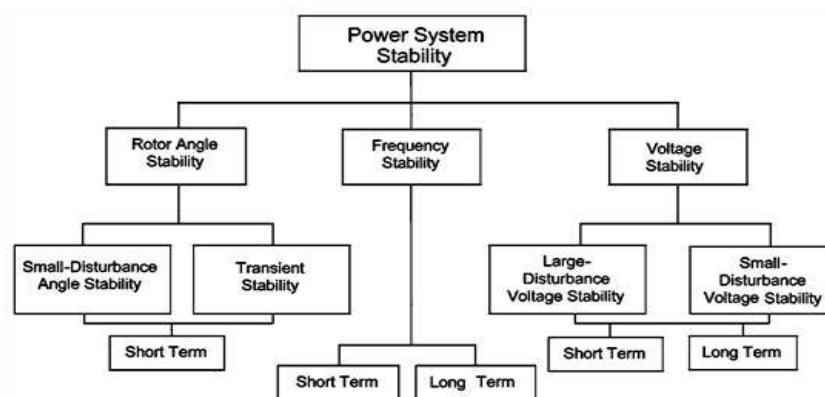 Power System
Stability
Rotor Angle
Stability
Frequency
Stability
Voltage
Stability
Small-Disturbance
Angle Stability
Transient
Stability
Large-
Disturbance
Voltage Stability
Small-
Disturbance
Voltage Stability
Short Term
Short Term
Long Term
Short Term
Long Term